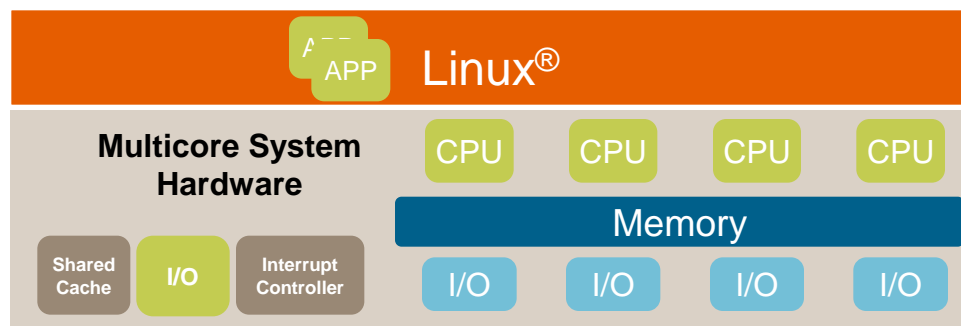 APP
Linux®
Multicore System
Hardware
CPU CPU CPU CPU
Memory
Shared
Cache
I/O
Interrupt
Controller
I/O I/O I/O I/O